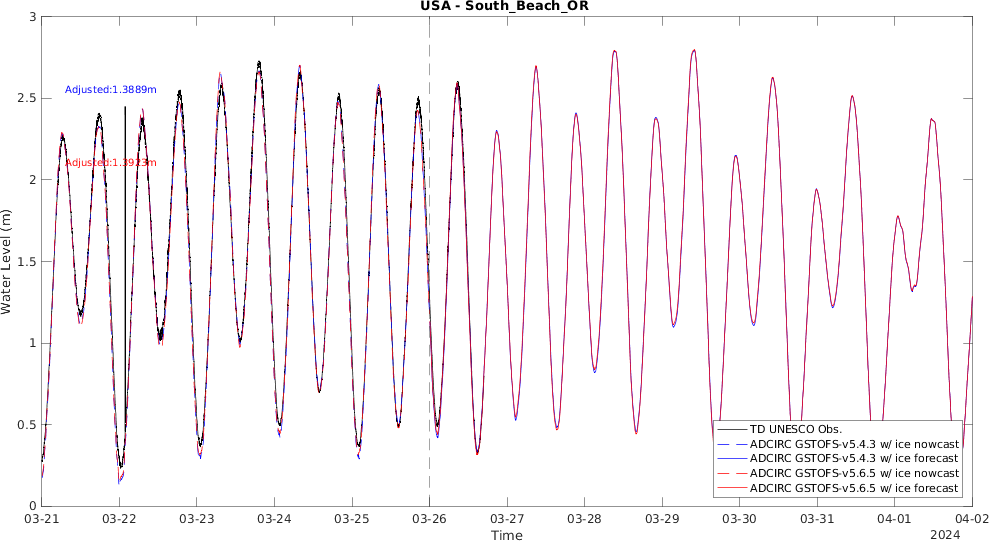 USA - South_Beach_OR
3
2.5
2
1.5
1
0.5
0
Water Level (m)
Adjusted:1.3889m
Adjusted:1.3923m
TD UNESCO Obs.
ADCIRC GSTOFS-v5.4.3 w/ ice nowcast
ADCIRC GSTOFS-v5.4.3 w/ ice forecast
ADCIRC GSTOFS-v5.6.5 w/ ice nowcast
ADCIRC GSTOFS-v5.6.5 w/ ice forecast
03-21 03-22 03-23 03-24 03-25 03-26 03-27 03-28 03-29 03-30 03-31 04-01 04-02
Time
2024